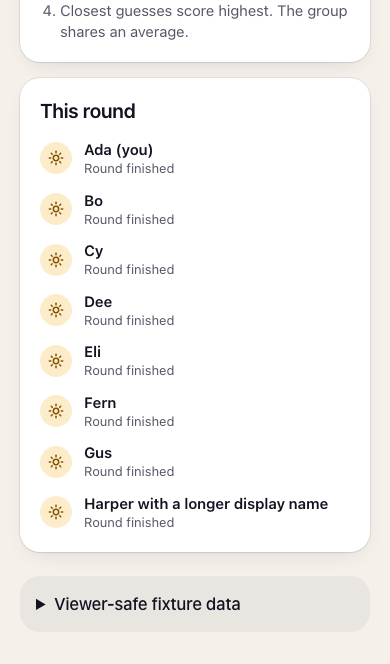 4. Closest guesses score highest. The group
shares an average.
This round
Ada (you)
Round finished
Bo
Round finished
Cy
Round finished
Dee
Round finished
Eli
Round finished
Fern
Round finished
Gus
Round finished
Harper with a longer display name
Round finished
Viewer-safe fixture data